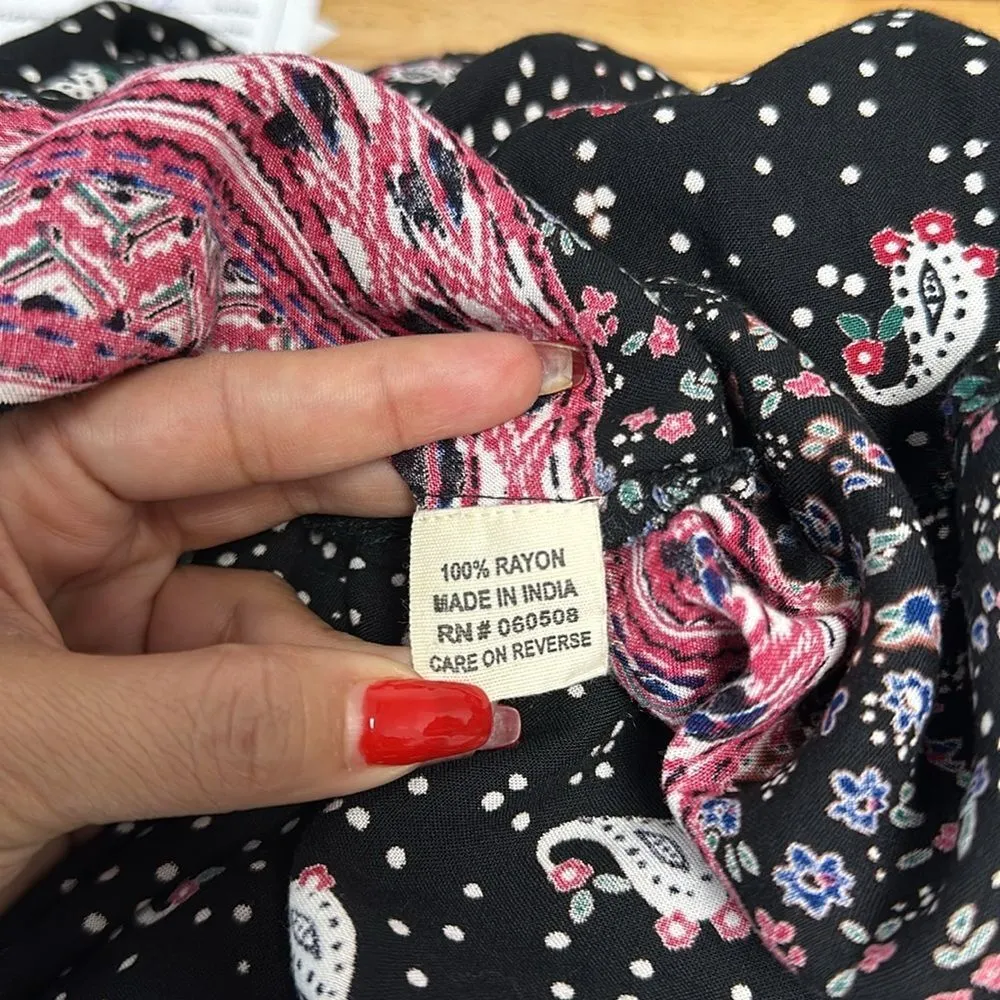 100% RAYON
MADE IN INDIA
RN# 060508
CARE ON REVERSE